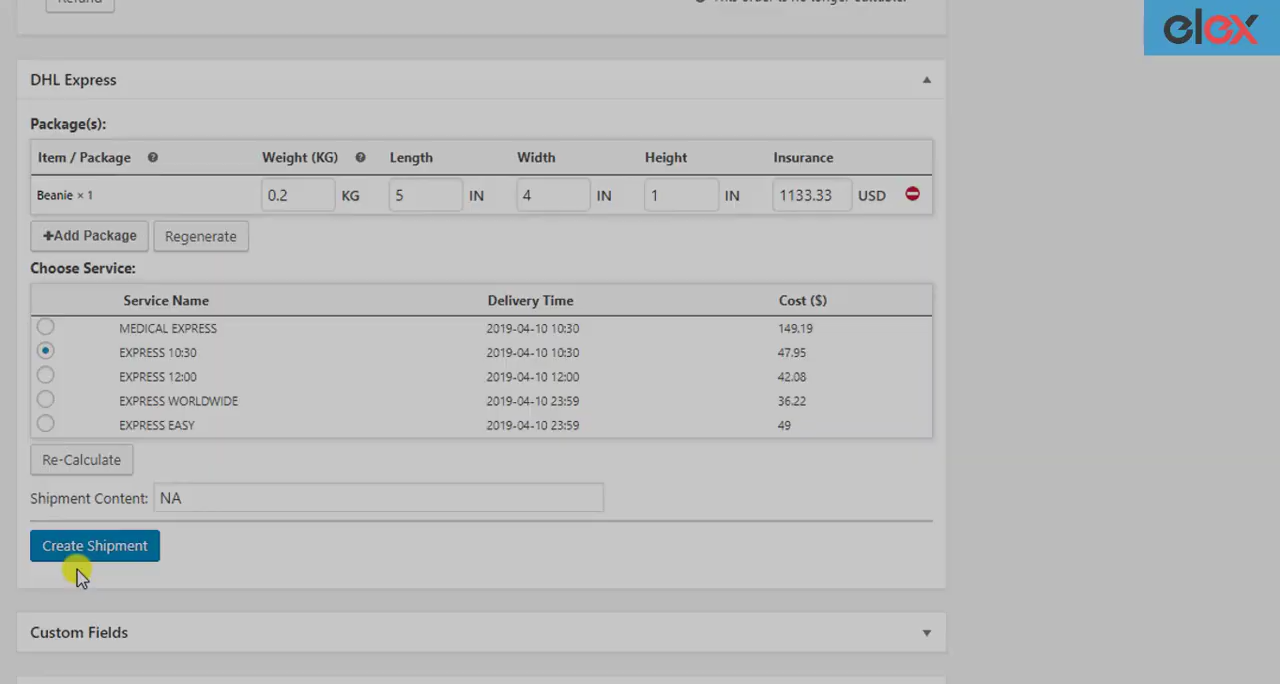 Refund
elex
DHL Express
Package(s):
Item / Package Weight (KG) Length Width Height Insurance
Beanie × 1 0.2 KG 5 IN 4 IN 1 IN 1133.33 USD
+Add Package Regenerate
Choose Service:
Service Name Delivery Time Cost ($)
MEDICAL EXPRESS 2019-04-10 10:30 149.19
EXPRESS 10:30 2019-04-10 10:30 47.95
EXPRESS 12:00 2019-04-10 12:00 42.08
EXPRESS WORLDWIDE 2019-04-10 23:59 36.22
EXPRESS EASY 2019-04-10 23:59 49
Re-Calculate
Shipment Content: NA
Create Shipment
Custom Fields